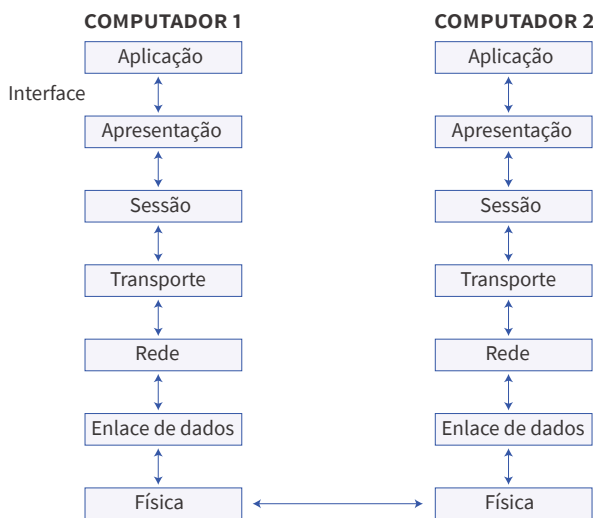 COMPUTADOR 1
COMPUTADOR 2
Aplicação
Aplicação
Interface
Apresentação
Apresentação
Sessão
Sessão
Transporte
Transporte
Rede
Rede
Enlace de dados
Enlace de dados
Física
Física